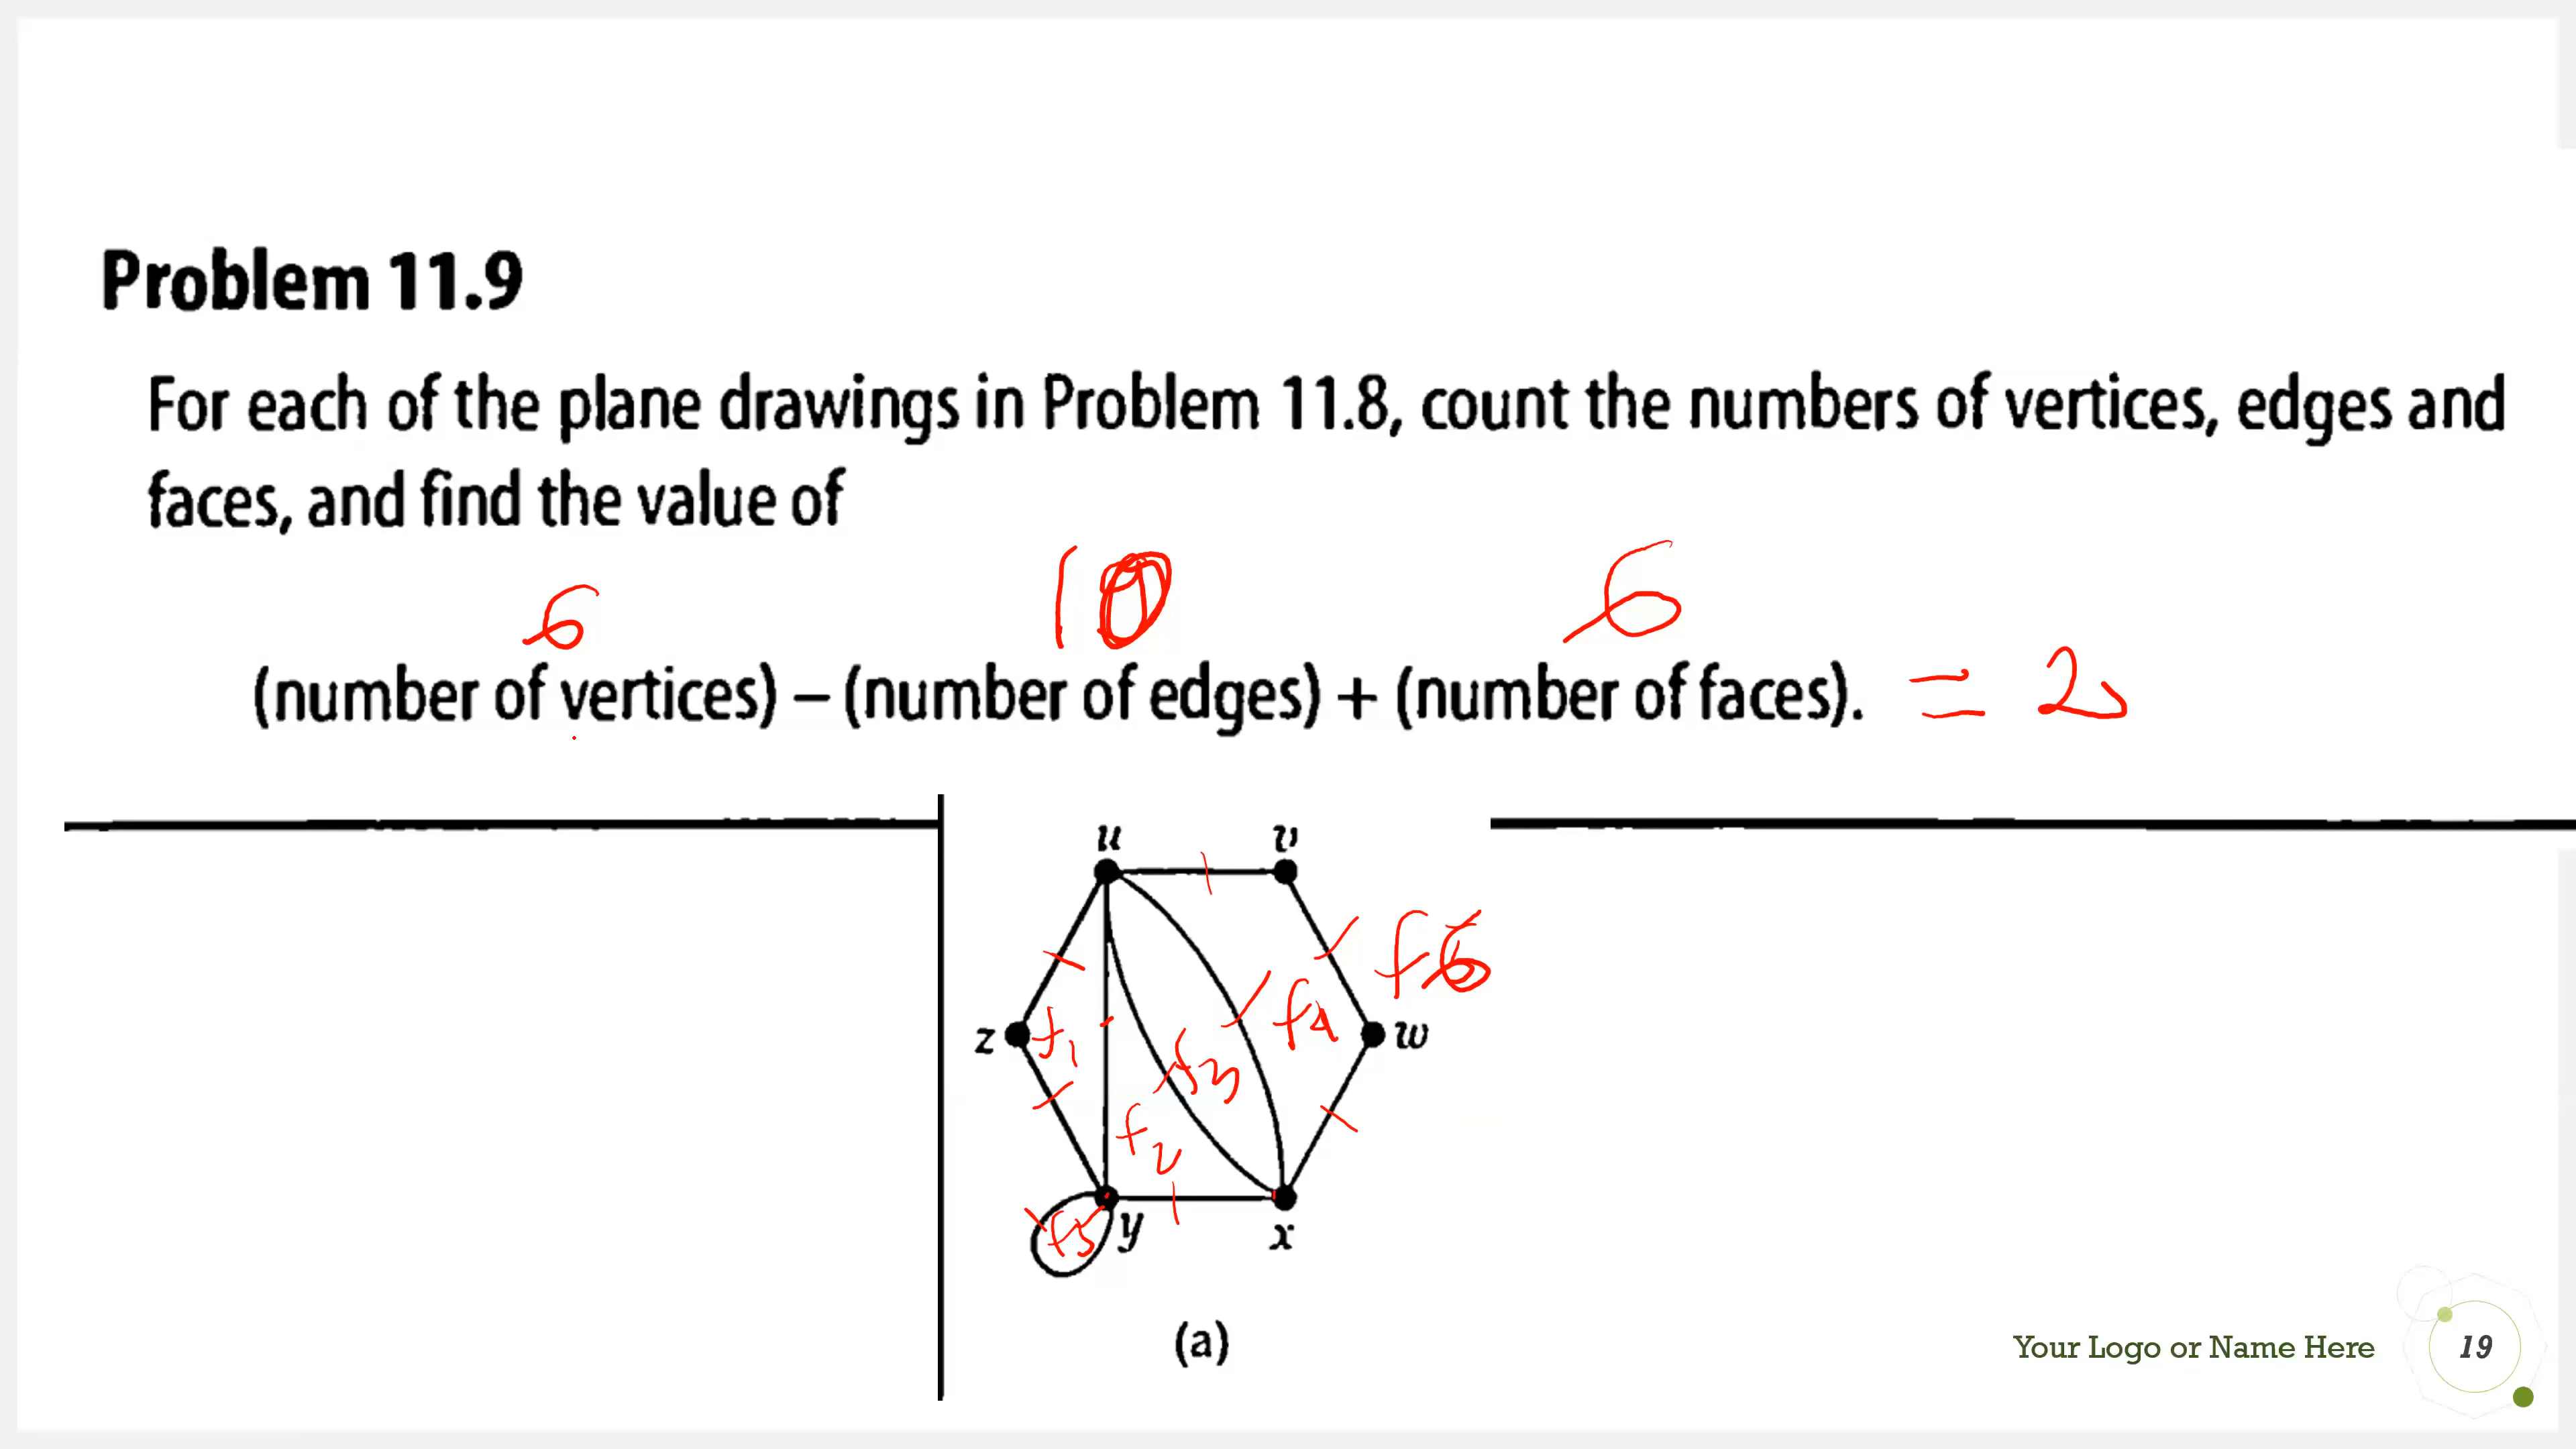 Problem 11.9
For each of the plane drawings in Problem 11.8, count the numbers of vertices, edges and
faces, and find the value of
6 10 6
(number of vertices) – (number of edges) + (number of faces). = 2
u v
f6
z f1 f3 f4 w
f2
f5 y x
(a)
Your Logo or Name Here 19